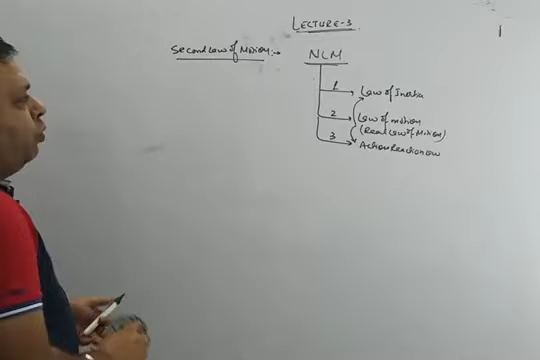 LECTURE-3
1
Second Law of Motion:→
NLM
1 Law of Inertia
2 Law of motion
(Real Law of Motion)
3 Action Reaction